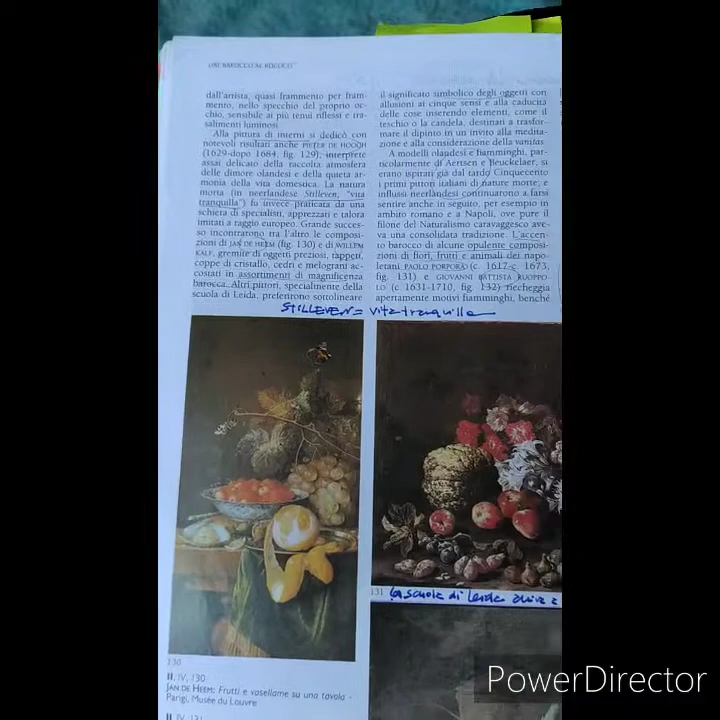 DAL BAROCCO AL ROCOCÒ
dall'artista, quasi frammento per fram-
mento, nello specchio del proprio oc-
chio, sensibile ai più tenui riflessi e tra-
salimenti luminosi.
Alla pittura di interni si dedicò con
notevoli risultati anche PIETER DE HOOGH
(1629-dopo 1684, fig. 129), interprete
assai delicato della raccolta atmosfera
delle dimore olandesi e della quieta ar-
monia della vita domestica. La natura
morta (in neerlandese Stilleven, "vita
tranquilla") fu invece praticata da una
schiera di specialisti, apprezzati e talora
imitati a raggio europeo. Grande succes-
so incontrarono tra l'altro le composi-
zioni di JAN DE HEEM (fig. 130) e di WILLEM
KALF, gremite di oggetti preziosi, tappeti,
coppe di cristallo, cedri e melograni ac-
costati in assortimenti di magnificenza
barocca. Altri pittori, specialmente della
scuola di Leida, preferirono sottolineare
il significato simbolico degli oggetti con
allusioni ai cinque sensi e alla caducità
delle cose inserendo elementi, come il
teschio o la candela, destinati a trasfor-
mare il dipinto in un invito alla medita-
zione e alla considerazione della vanitas.
A modelli olandesi e fiamminghi, par-
ticolarmente di Aertsen e Beuckelaer, si
erano ispirati già dal tardo Cinquecento
i primi pittori italiani di nature morte; e
influssi neerlandesi continuarono a farsi
sentire anche in seguito, per esempio in
ambito romano e a Napoli, ove pure il
filone del Naturalismo caravaggesco ave-
va una consolidata tradizione. L'accen-
to barocco di alcune opulente composi-
zioni di fiori, frutti e animali dei napo-
letani PAOLO PORPORA (c. 1617-c. 1673,
fig. 131) e GIOVANNI BATTISTA RUOPPO-
LO (c. 1631-1710, fig. 132) riecheggia
apertamente motivi fiamminghi, benché
STILLEVEN = vita tranquilla
131 la scuola di Leida
130
II. IV, 130
JAN DE HEEM: Frutti e vasellame su una tavola -
Parigi, Musée du Louvre
II. IV, 131
PowerDirector